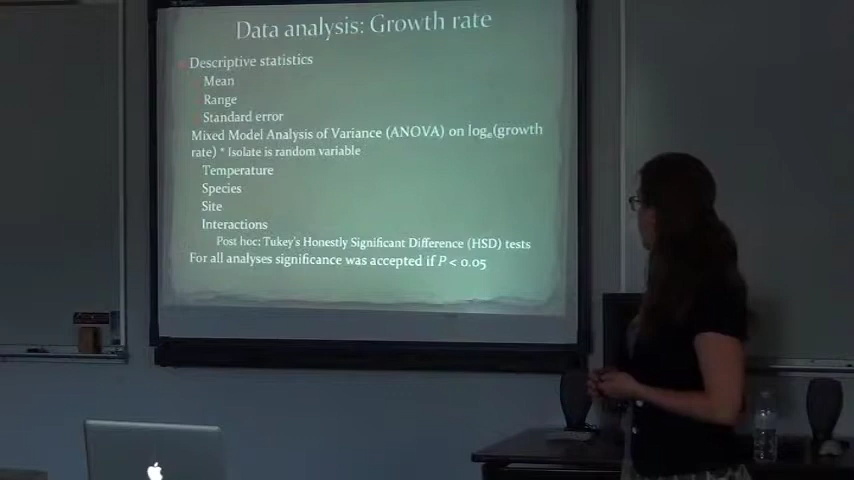 Data analysis: Growth rate
Descriptive statistics
Mean
Range
Standard error
Mixed Model Analysis of Variance (ANOVA) on logₑ(growth
rate) * Isolate is random variable
Temperature
Species
Site
Interactions
Post hoc: Tukey's Honestly Significant Difference (HSD) tests
For all analyses significance was accepted if P < 0.05